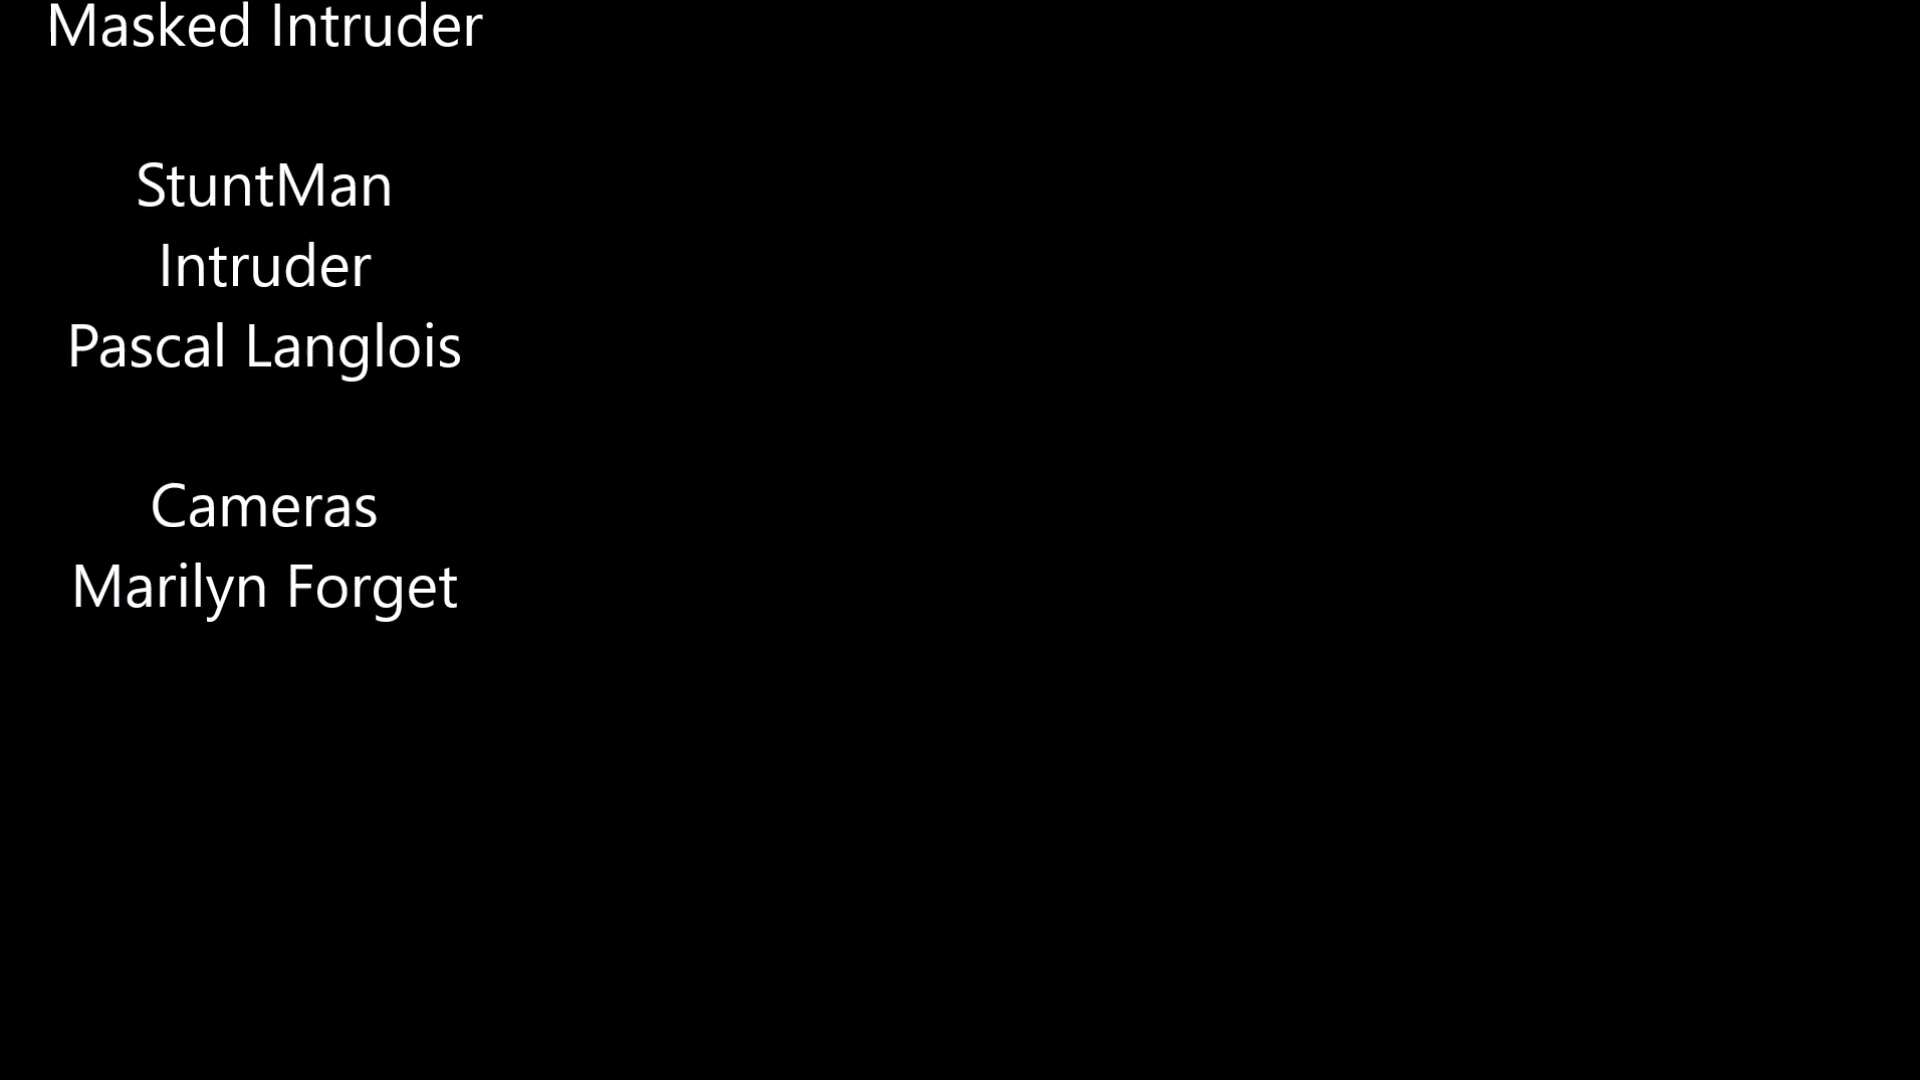 Masked Intruder
StuntMan
Intruder
Pascal Langlois
Cameras
Marilyn Forget